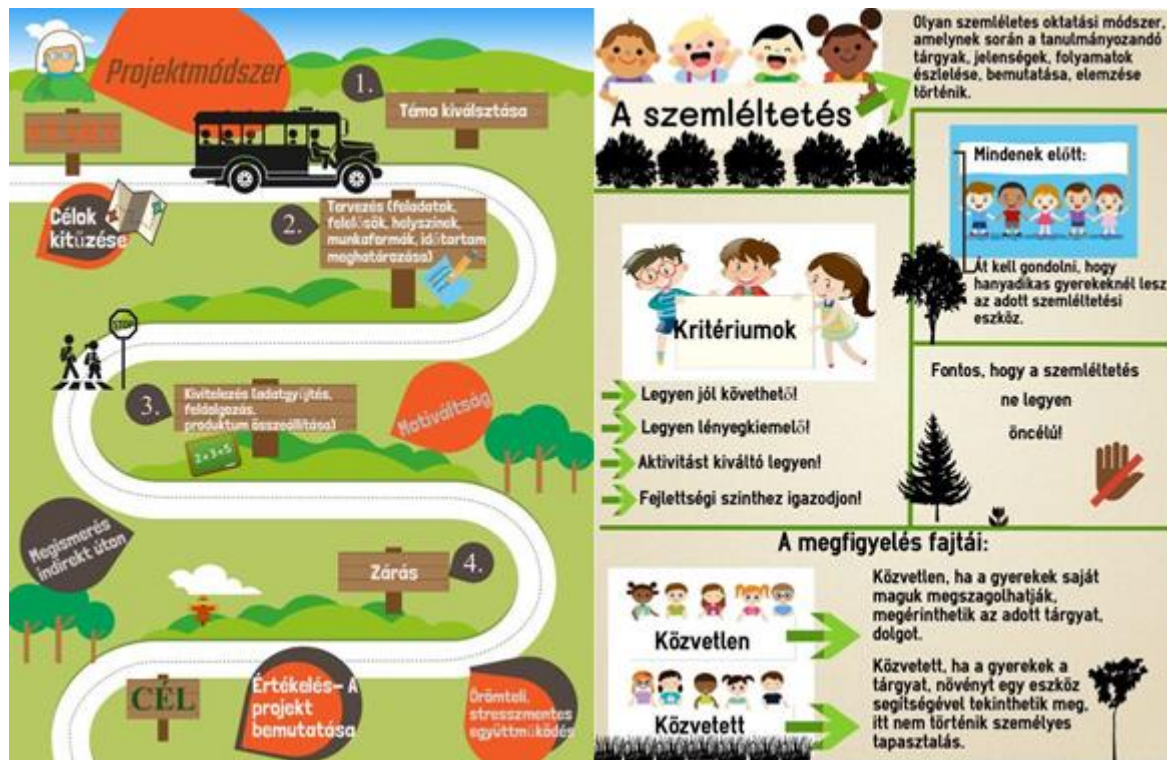 Projektmódszer
1.
Téma kiválsztása
Célok
kitűzése
2.
Tervezés (feladatok,
felelősök, helyszínek,
munkaformák, időtartam
meghatározása)
STOP
3.
Kivitelezés (adatgyűjtés,
feldolgozás,
produktum összeállítása)
2+3=5
Motiváltság
Megismerés
indirekt úton
Zárás
4.
CÉL
Értékelés- A
projekt
bemutatása
Örömteli,
stresszmentes
együttműködés
A szemléltetés
Olyan szemléletes oktatási módszer,
amelynek során a tanulmányozandó
tárgyak, jelenségek, folyamatok
észlelése, bemutatása, elemzése
történik.
Mindenek előtt:
Át kell gondolni, hogy
hanyadikas gyerekeknél lesz
az adott szemléltetési
eszköz.
Kritériumok
Legyen jól követhető!
Legyen lényegkiemelő!
Aktivitást kiváltó legyen!
Fejlettségi szinthez igazodjon!
Fontos, hogy a szemléltetés
ne legyen
öncélú!
A megfigyelés fajtái:
Közvetlen
Közvetlen, ha a gyerekek saját
maguk megszagolhatják,
megérinthetik az adott tárgyat,
dolgot.
Közvetett
Közvetett, ha a gyerekek a
tárgyat, növényt egy eszköz
segítségével tekinthetik meg,
itt nem történik személyes
tapasztalás.